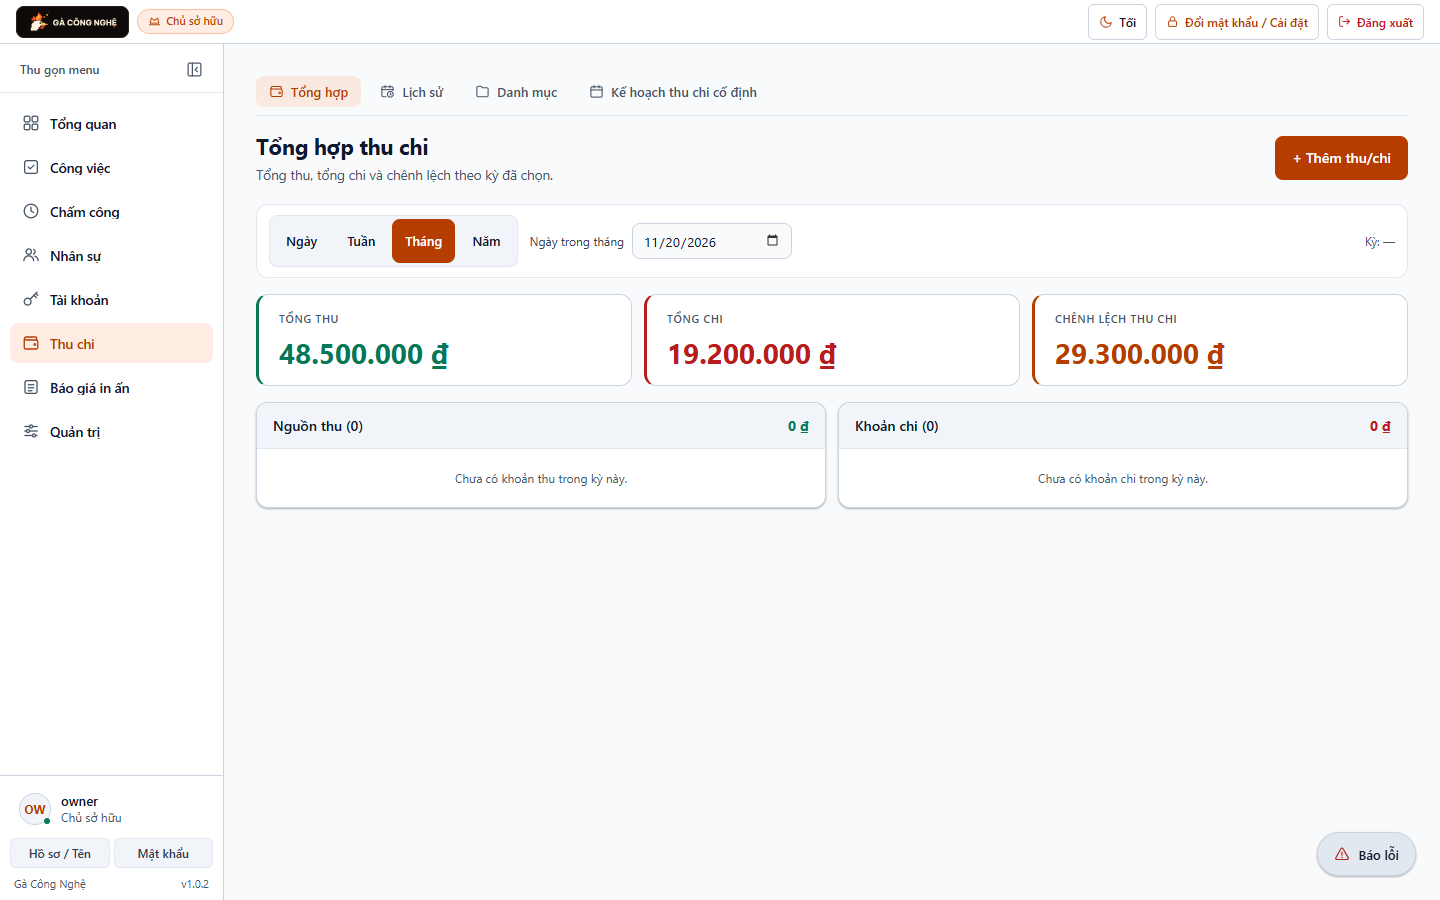 GÀ CÔNG NGHỆ
Chủ sở hữu
Tối
Đổi mật khẩu / Cài đặt
Đăng xuất
Thu gọn menu
Tổng quan
Công việc
Chấm công
Nhân sự
Tài khoản
Thu chi
Báo giá in ấn
Quản trị
owner
Chủ sở hữu
Hồ sơ / Tên
Mật khẩu
Gà Công Nghệ
v1.0.2
Tổng hợp
Lịch sử
Danh mục
Kế hoạch thu chi cố định
Tổng hợp thu chi
Tổng thu, tổng chi và chênh lệch theo kỳ đã chọn.
+ Thêm thu/chi
Ngày
Tuần
Tháng
Năm
Ngày trong tháng
11/20/2026
Kỳ: —
TỔNG THU
48.500.000 ₫
TỔNG CHI
19.200.000 ₫
CHÊNH LỆCH THU CHI
29.300.000 ₫
Nguồn thu (0)
0 ₫
Chưa có khoản thu trong kỳ này.
Khoản chi (0)
0 ₫
Chưa có khoản chi trong kỳ này.
Báo lỗi